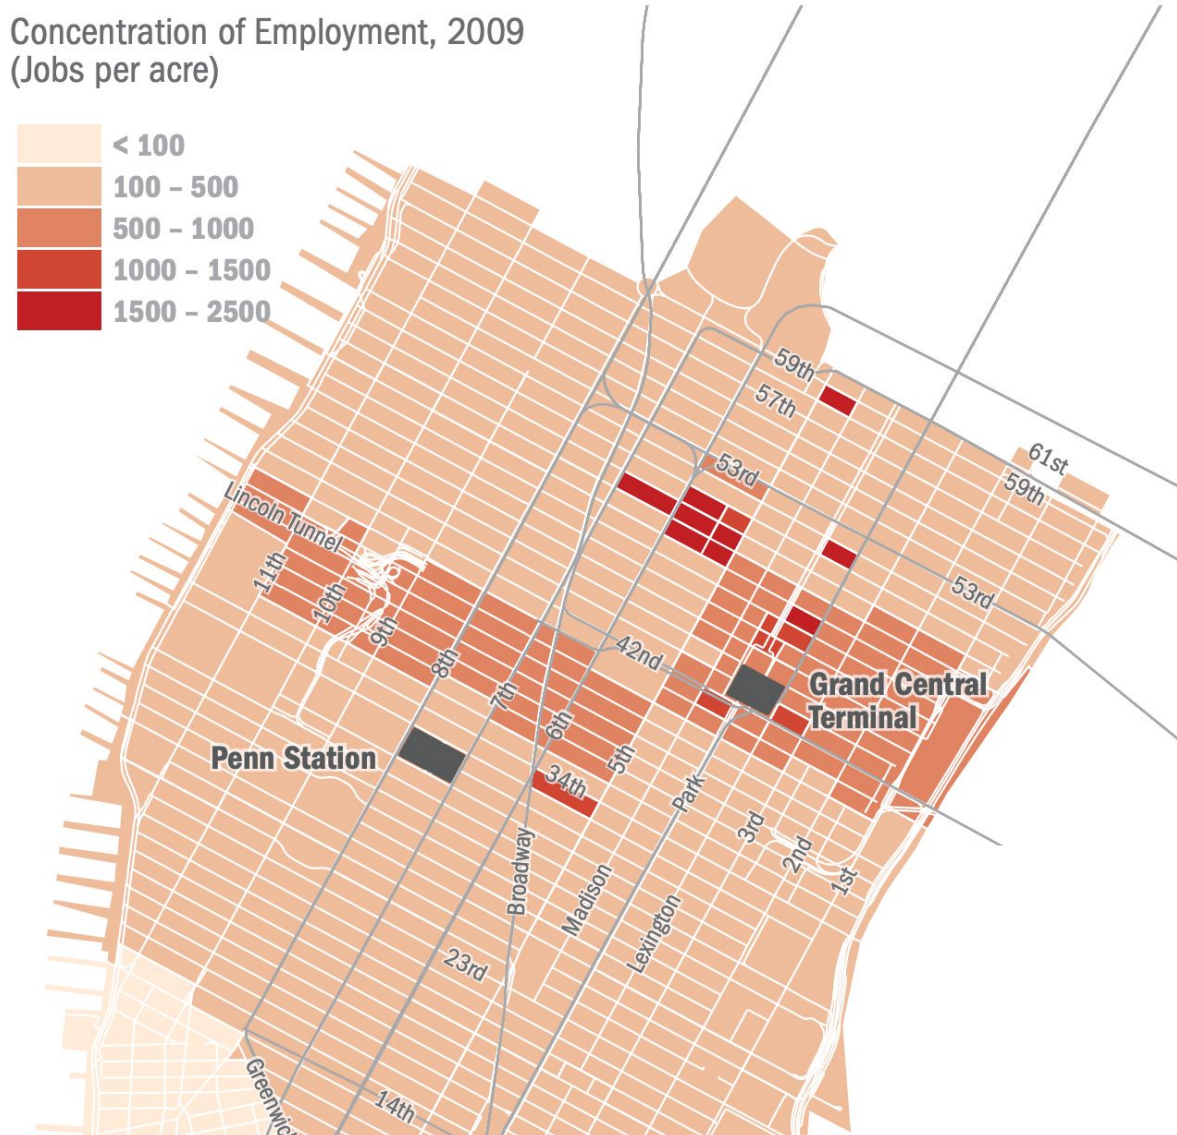 Concentration of Employment, 2009
(Jobs per acre)
< 100
100 – 500
500 – 1000
1000 – 1500
1500 – 2500
59th
57th
53rd
61st
59th
Lincoln Tunnel
11th
10th
9th
8th
7th
6th
5th
42nd
53rd
Grand Central
Terminal
Penn Station
34th
Park
3rd
2nd
1st
Broadway
Madison
Lexington
23rd
14th
Greenwic